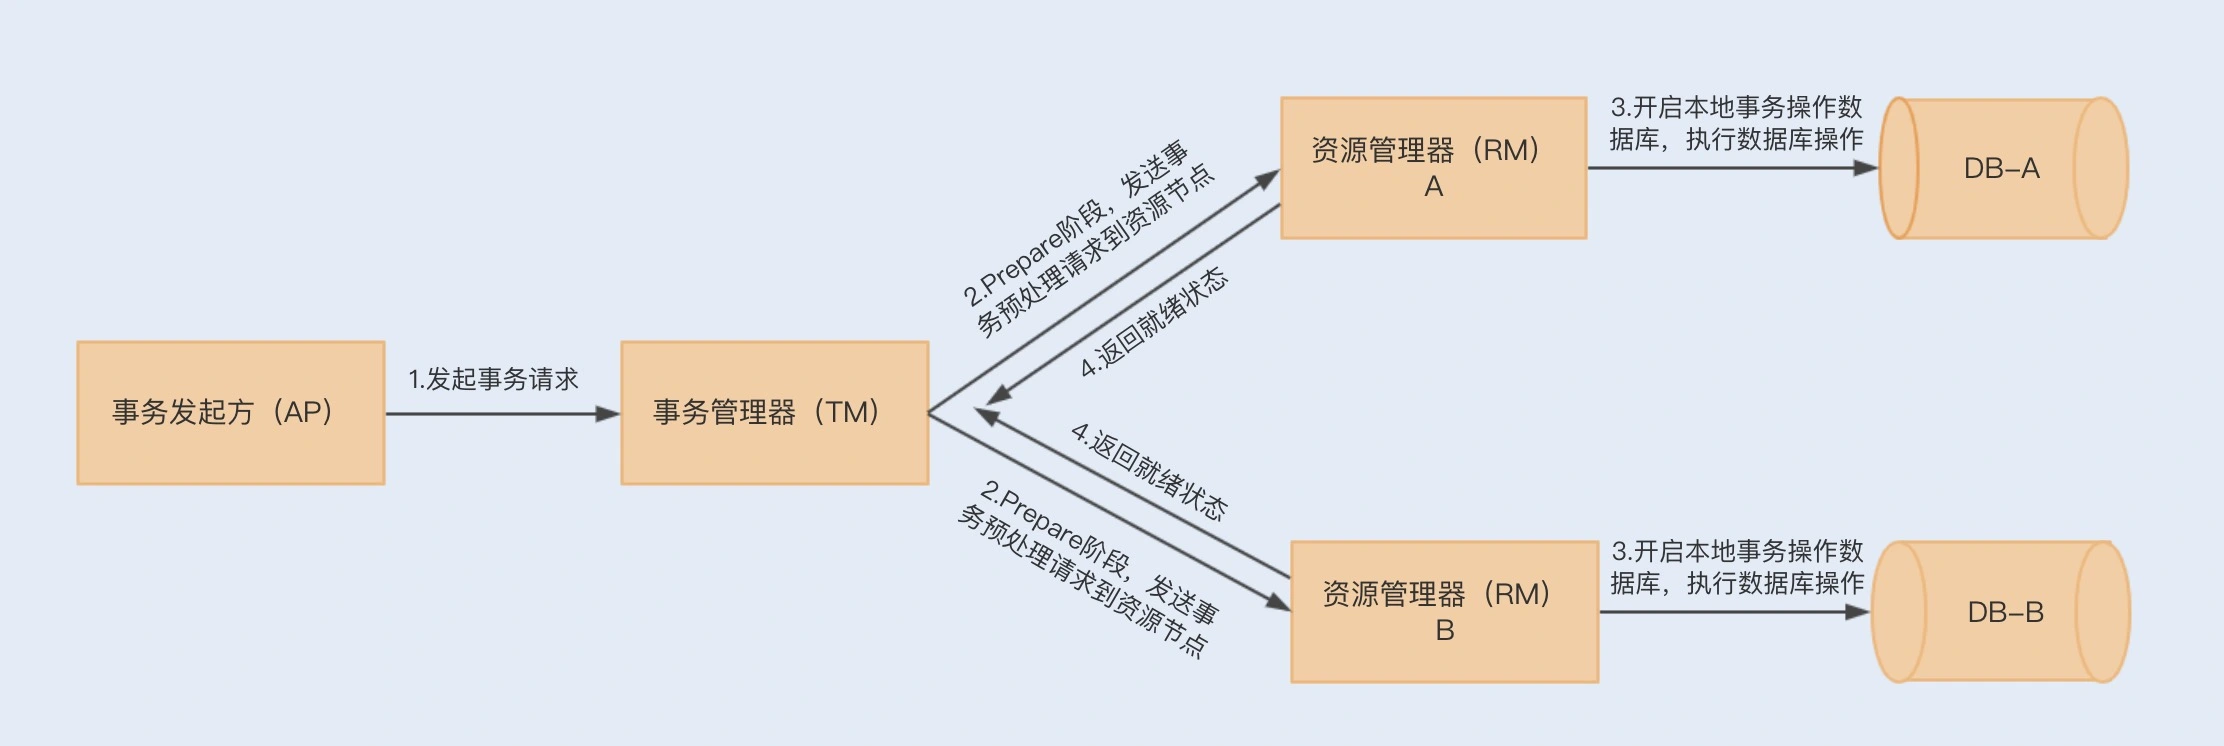 事务发起方（AP）
1.发起事务请求
事务管理器（TM）
2.Prepare阶段，发送事
务预处理请求到资源节点
4.返回就绪状态
资源管理器（RM）
A
3.开启本地事务操作数
据库，执行数据库操作
DB-A
4.返回就绪状态
2.Prepare阶段，发送事
务预处理请求到资源节点
资源管理器（RM）
B
3.开启本地事务操作数
据库，执行数据库操作
DB-B